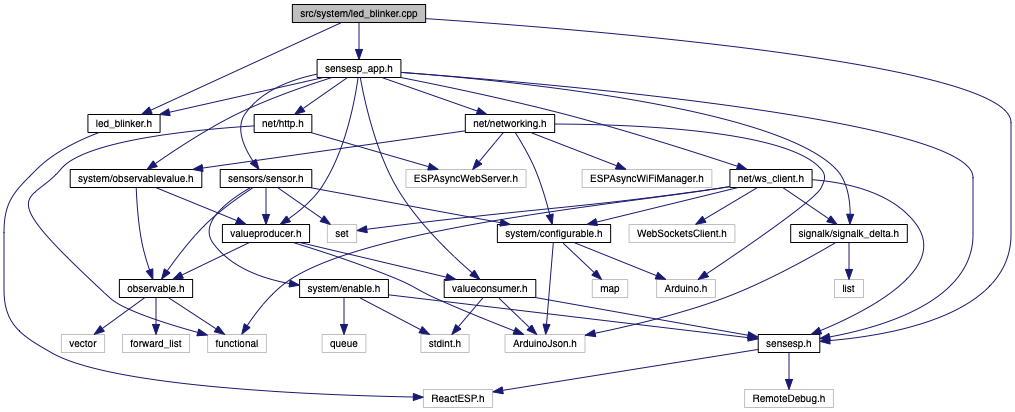 src/system/led_blinker.cpp
sensesp_app.h
led_blinker.h
net/http.h
net/networking.h
system/observablevalue.h
sensors/sensor.h
ESPAsyncWebServer.h
ESPAsyncWiFiManager.h
net/ws_client.h
valueproducer.h
set
system/configurable.h
WebSocketsClient.h
signalk/signalk_delta.h
observable.h
system/enable.h
valueconsumer.h
map
Arduino.h
list
vector
forward_list
functional
queue
stdint.h
ArduinoJson.h
sensesp.h
ReactESP.h
RemoteDebug.h